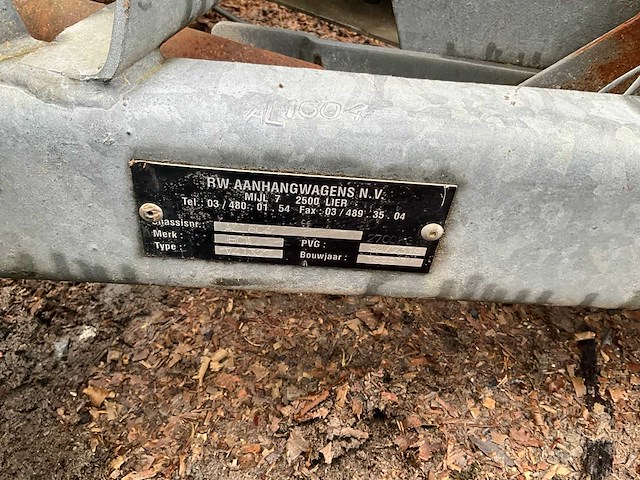 AL1004
RW AANHANGWAGENS N.V.
MIJL 7 2500 LIER
Tel.: 03/480.01.54 Fax: 03/489.35.04
Chassisnr.:
Merk: PVG:
Type: Bouwjaar: